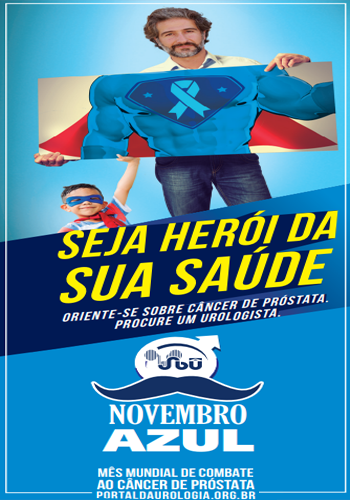 SEJA HERÓI DA
SUA SAÚDE
ORIENTE-SE SOBRE CÂNCER DE PRÓSTATA.
PROCURE UM UROLOGISTA.
SBU
NOVEMBRO
AZUL
MÊS MUNDIAL DE COMBATE
AO CÂNCER DE PRÓSTATA
PORTALDAUROLOGIA.ORG.BR